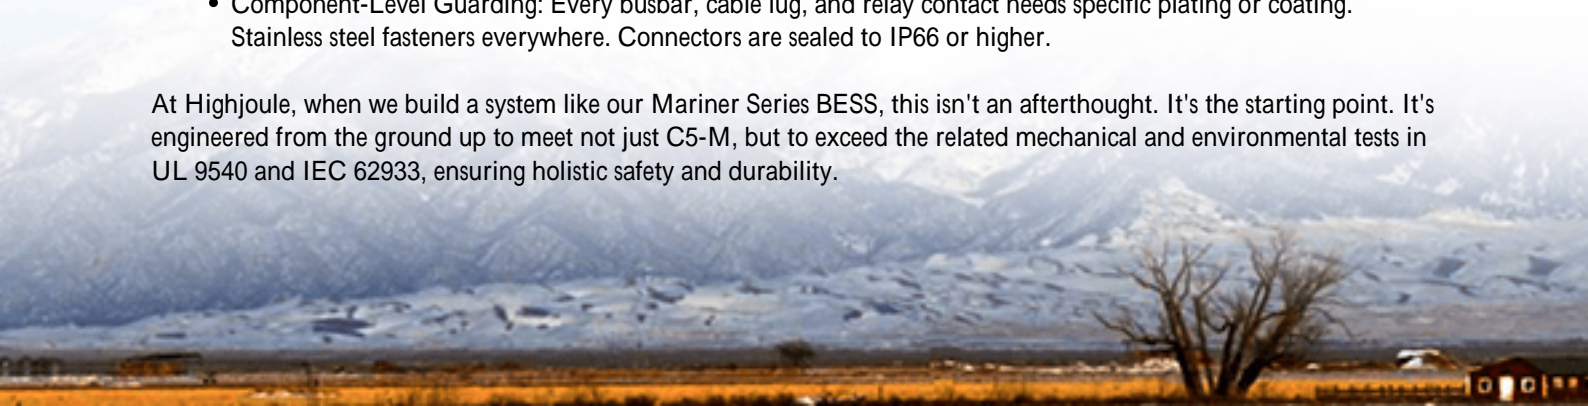 • Component-Level Guarding: Every busbar, cable lug, and relay contact needs specific plating or coating.
Stainless steel fasteners everywhere. Connectors are sealed to IP66 or higher.
At Highjoule, when we build a system like our Mariner Series BESS, this isn't an afterthought. It's the starting point. It's
engineered from the ground up to meet not just C5-M, but to exceed the related mechanical and environmental tests in
UL 9540 and IEC 62933, ensuring holistic safety and durability.